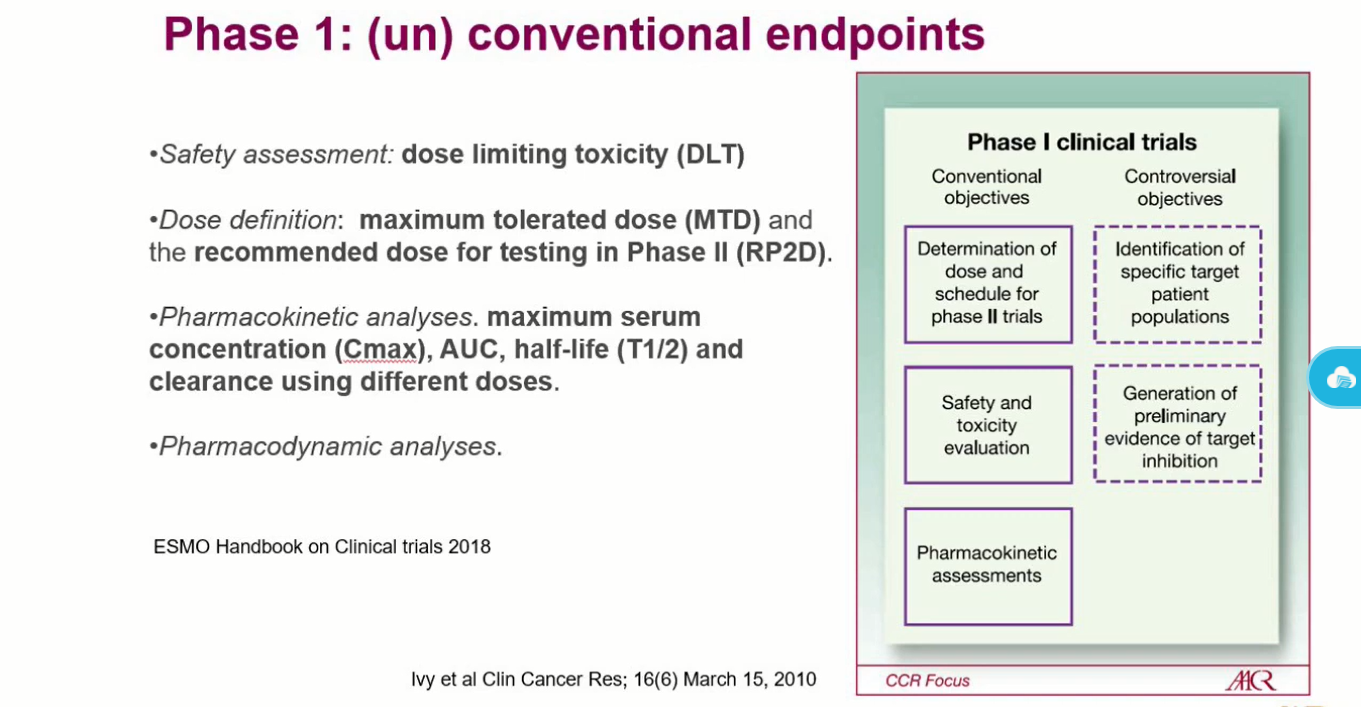 Phase 1: (un) conventional endpoints
•Safety assessment: dose limiting toxicity (DLT)
•Dose definition:  maximum tolerated dose (MTD) and
the recommended dose for testing in Phase II (RP2D).
•Pharmacokinetic analyses. maximum serum
concentration (Cmax), AUC, half-life (T1/2) and
clearance using different doses.
•Pharmacodynamic analyses.
ESMO Handbook on Clinical trials 2018
Ivy et al Clin Cancer Res; 16(6) March 15, 2010
Phase I clinical trials
Conventional
objectives
Determination of
dose and
schedule for
phase II trials
Safety and
toxicity
evaluation
Pharmacokinetic
assessments
Controversial
objectives
Identification of
specific target
patient
populations
Generation of
preliminary
evidence of target
inhibition
CCR Focus
AACR